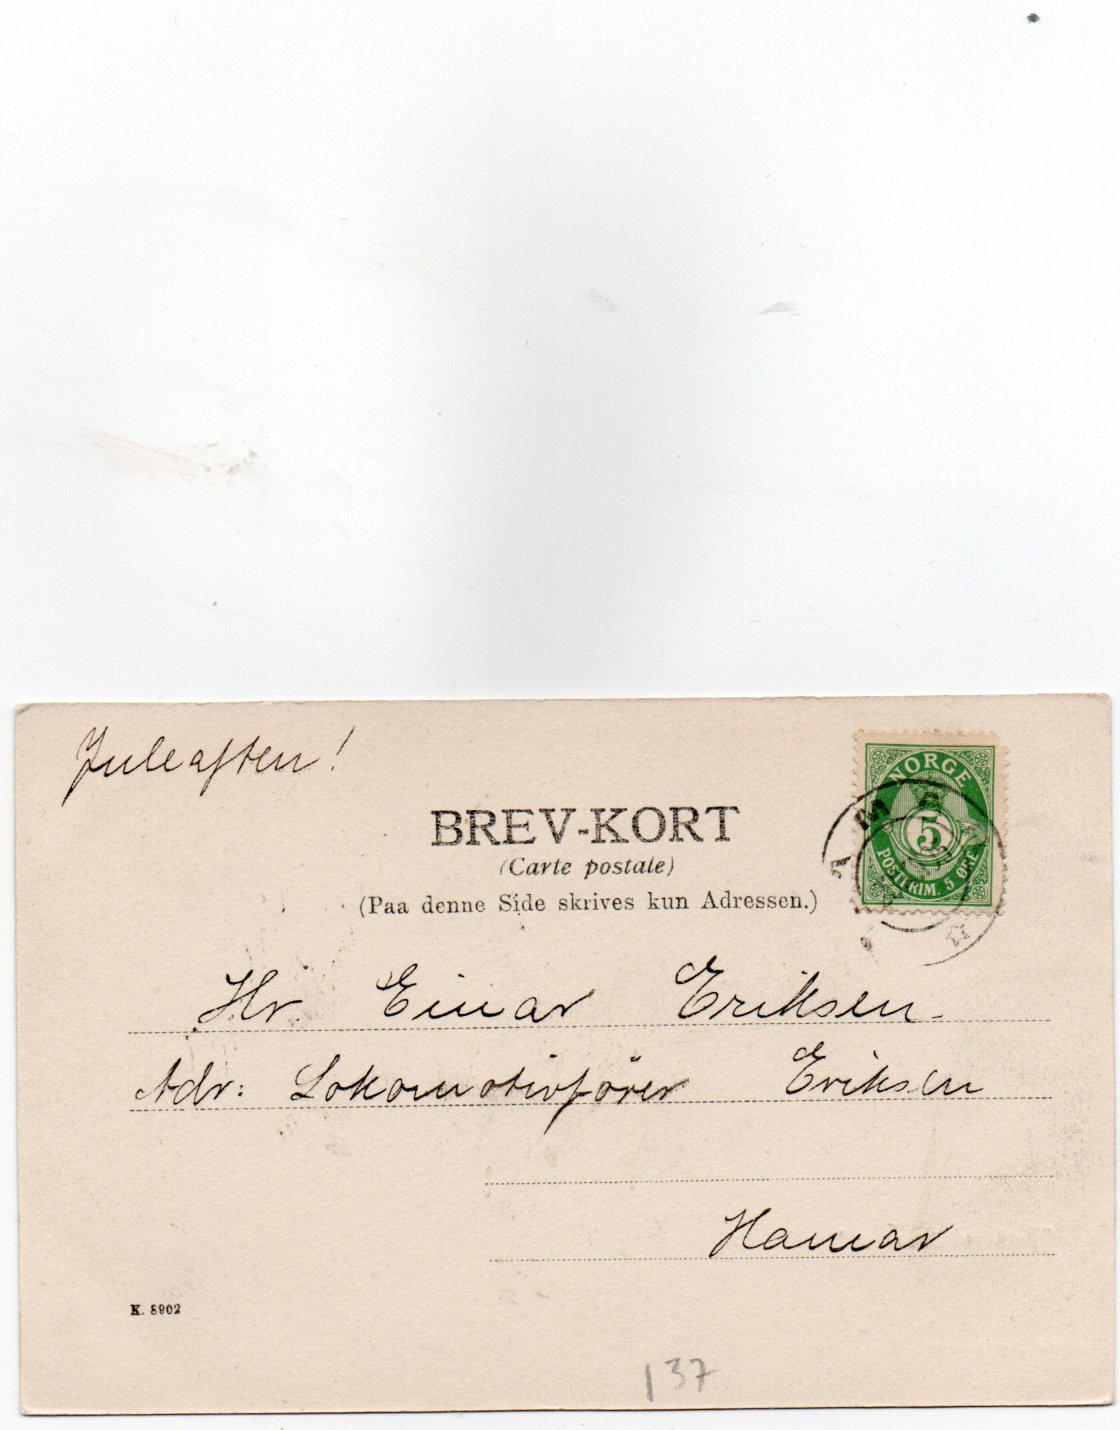 Juleaften!
NORGE
5
POSTFRIM. 5 ØRE
BREV-KORT
(Carte postale)
(Paa denne Side skrives kun Adressen.)
Hr. Einar Eriksen.
Adr: Lokomotivförer Eriksen
Hamar
K. 8902
137